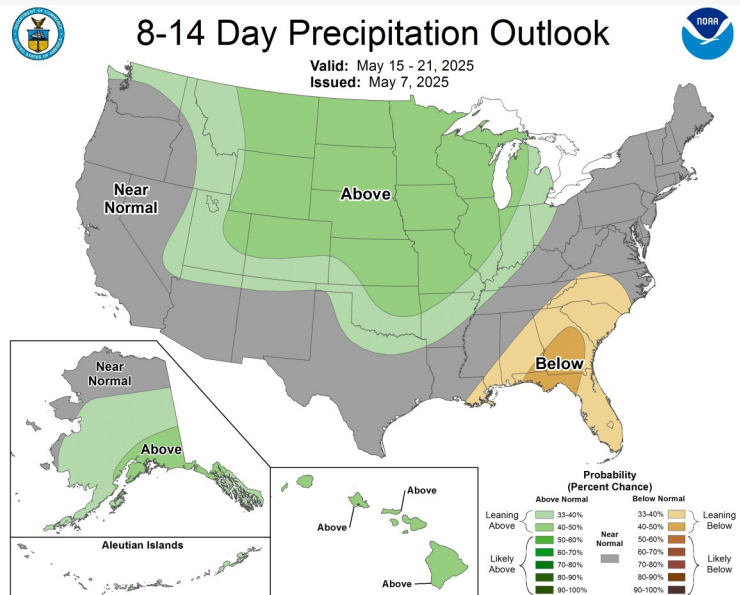 8-14 Day Precipitation Outlook
Valid: May 15 - 21, 2025
Issued: May 7, 2025
NOAA
Near
Normal
Above
Below
Near
Normal
Above
Aleutian Islands
Above
Above
Above
Probability
(Percent Chance)
Above Normal
Below Normal
Leaning
Above
Likely
Above
33-40%
40-50%
50-60%
60-70%
70-80%
80-90%
90-100%
Near
Normal
33-40%
40-50%
50-60%
60-70%
70-80%
80-90%
90-100%
Leaning
Below
Likely
Below